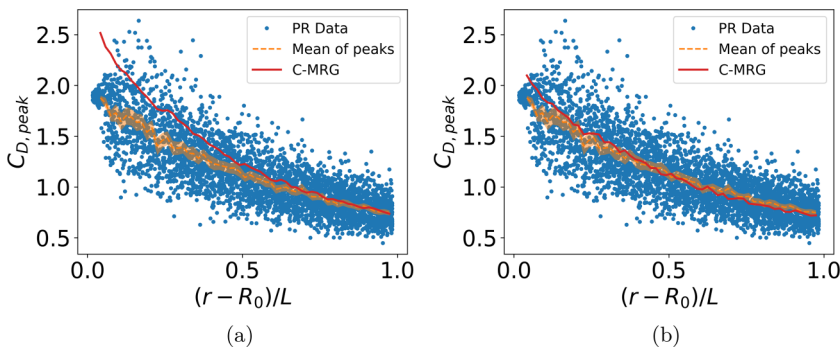 PR Data
Mean of peaks
C-MRG
2.5
2.0
1.5
1.0
0.5
C_{D, peak}
0.0 0.5 1.0
(r − R_0)/L
(a)
PR Data
Mean of peaks
C-MRG
2.5
2.0
1.5
1.0
0.5
C_{D, peak}
0.0 0.5 1.0
(r − R_0)/L
(b)